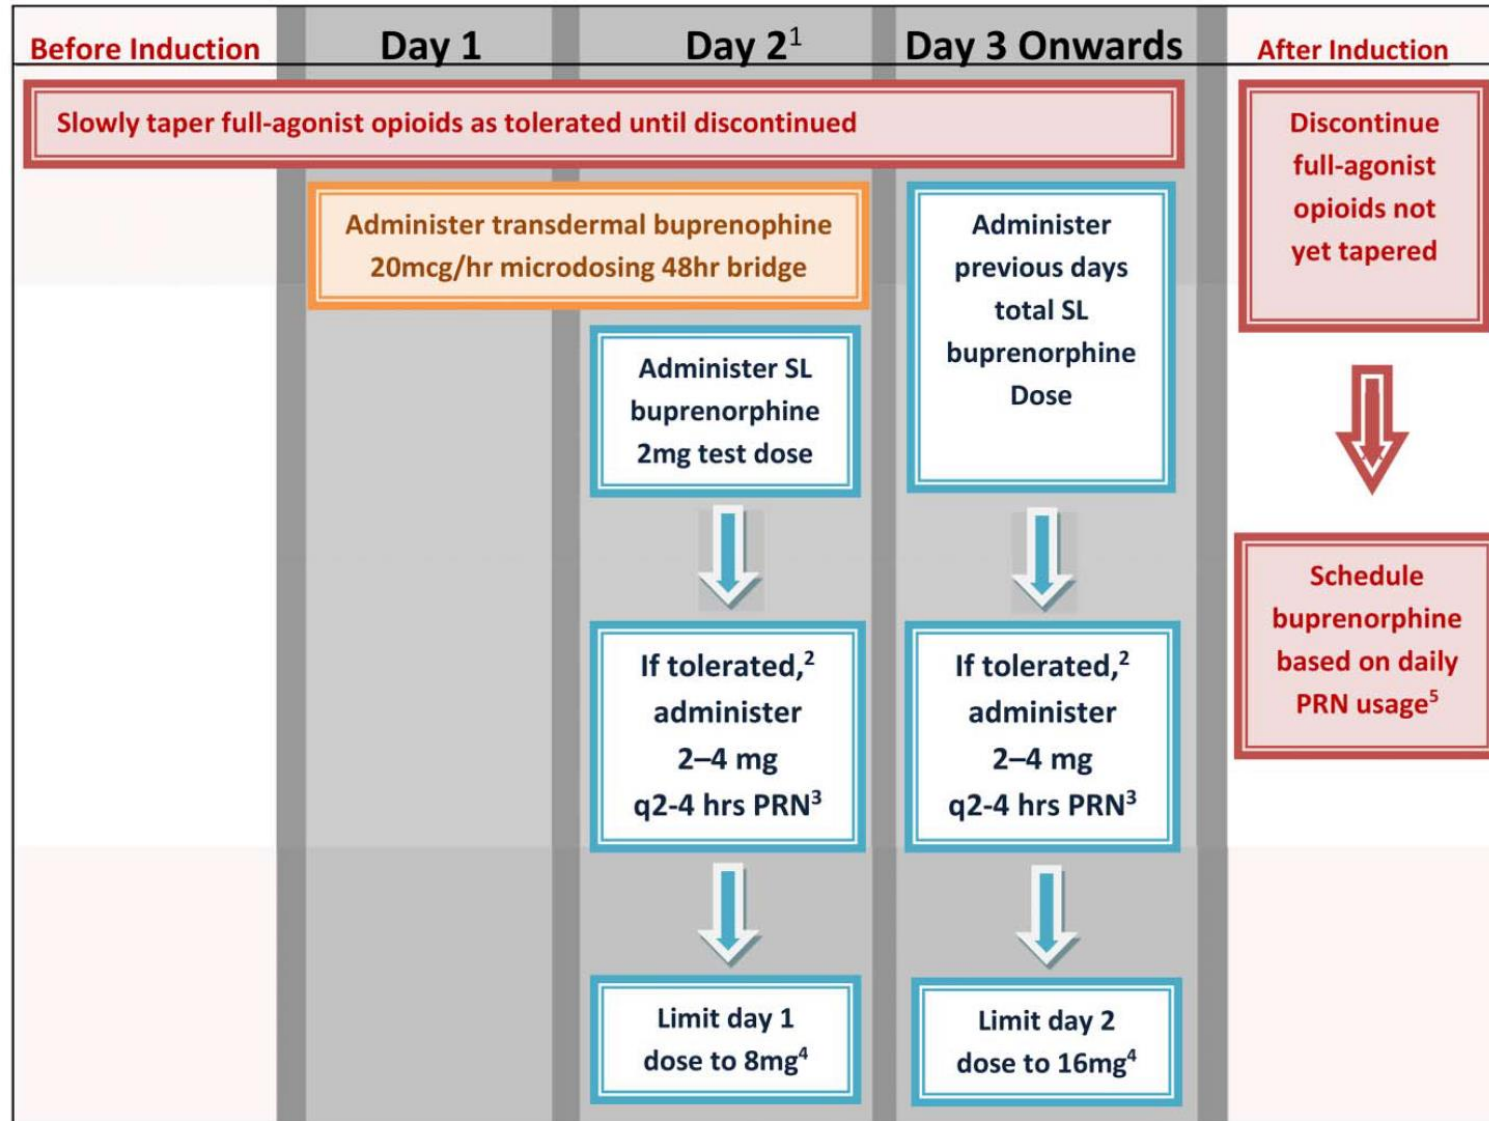 Before Induction
Day 1
Day 2¹
Day 3 Onwards
After Induction
Slowly taper full-agonist opioids as tolerated until discontinued
Administer transdermal buprenophine
20mcg/hr microdosing 48hr bridge
Administer SL
buprenorphine
2mg test dose
If tolerated,²
administer
2–4 mg
q2-4 hrs PRN³
Limit day 1
dose to 8mg⁴
Administer
previous days
total SL
buprenorphine
Dose
If tolerated,²
administer
2–4 mg
q2-4 hrs PRN³
Limit day 2
dose to 16mg⁴
Discontinue
full-agonist
opioids not
yet tapered
Schedule
buprenorphine
based on daily
PRN usage⁵